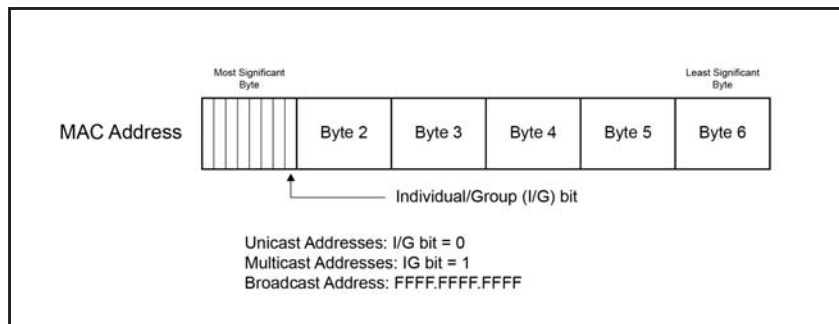 Most Significant
Byte
Least Significant
Byte
MAC Address
Byte 2
Byte 3
Byte 4
Byte 5
Byte 6
Individual/Group (I/G) bit
Unicast Addresses: I/G bit = 0
Multicast Addresses: IG bit = 1
Broadcast Address: FFFF.FFFF.FFFF